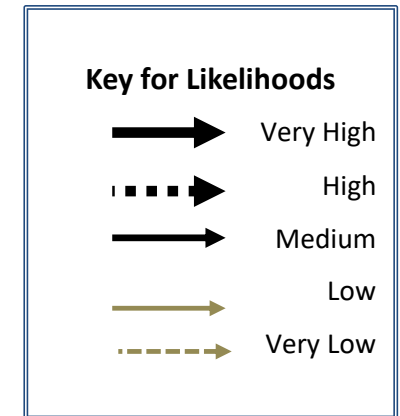 Key for Likelihoods
Very High
High
Medium
Low
Very Low